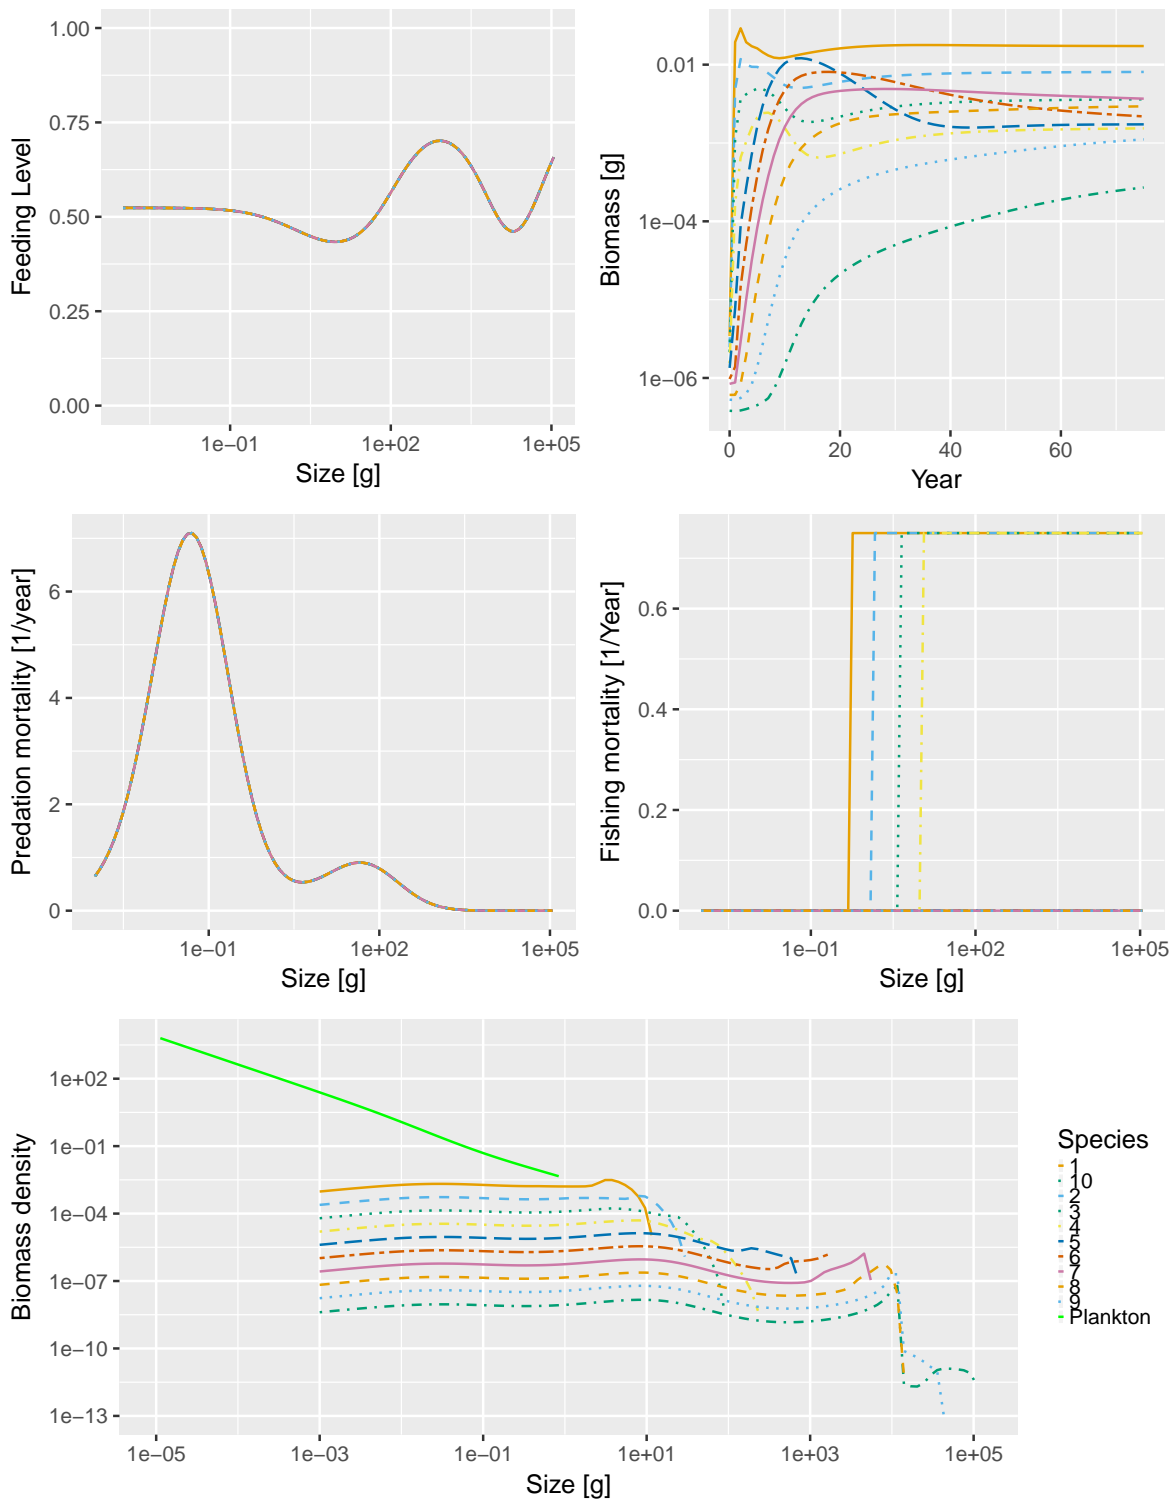 1.00
0.75
0.50
0.25
0.00
Feeding Level
1e−01
1e+02
1e+05
Size [g]
0.01
1e−04
1e−06
Biomass [g]
0
20
40
60
Year
6
4
2
0
Predation mortality [1/year]
1e−01
1e+02
1e+05
Size [g]
0.6
0.4
0.2
0.0
Fishing mortality [1/Year]
1e−01
1e+02
1e+05
Size [g]
1e+02
1e−01
1e−04
1e−07
1e−10
1e−13
Biomass density
1e−05
1e−03
1e−01
1e+01
1e+03
1e+05
Size [g]
Species
1
10
2
3
4
5
6
7
8
9
Plankton